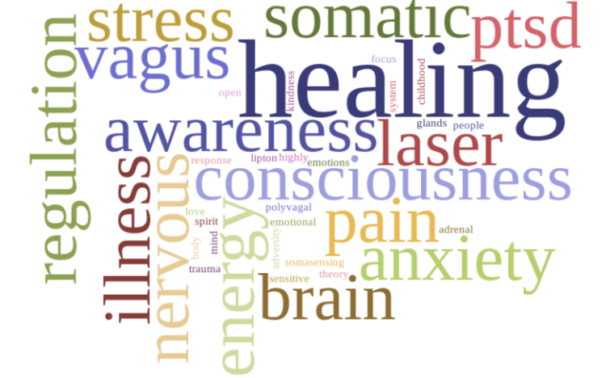 stress
somatic
ptsd
regulation
vagus
healing
focus
kindness
system
childhood
open
awareness
glands
people
laser
response
lipton
highly
emotions
illness
nervous
consciousness
love
spirit
polyvagal
emotional
energy
pain
adrenal
body
mind
adversity
anxiety
trauma
somasensing
sensitive
theory
brain